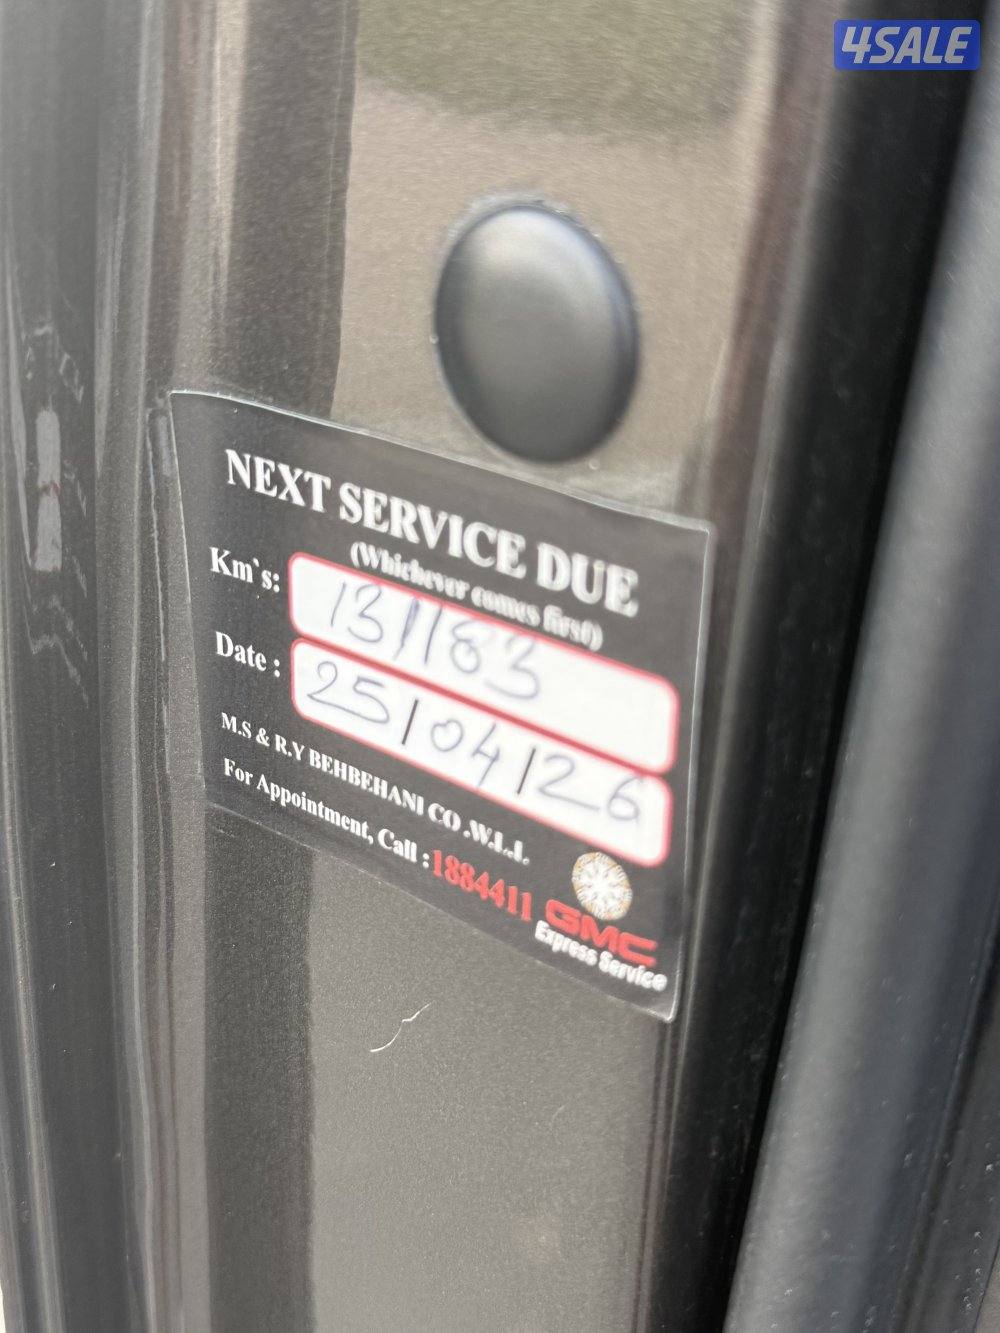 4SALE
NEXT SERVICE DUE
(Whichever comes first)
Km`s: 131183
Date : 25/04/26
M.S & R.Y BEHBEHANI CO .W.L.L.
For Appointment, Call : 1884411
GMC
Express Service